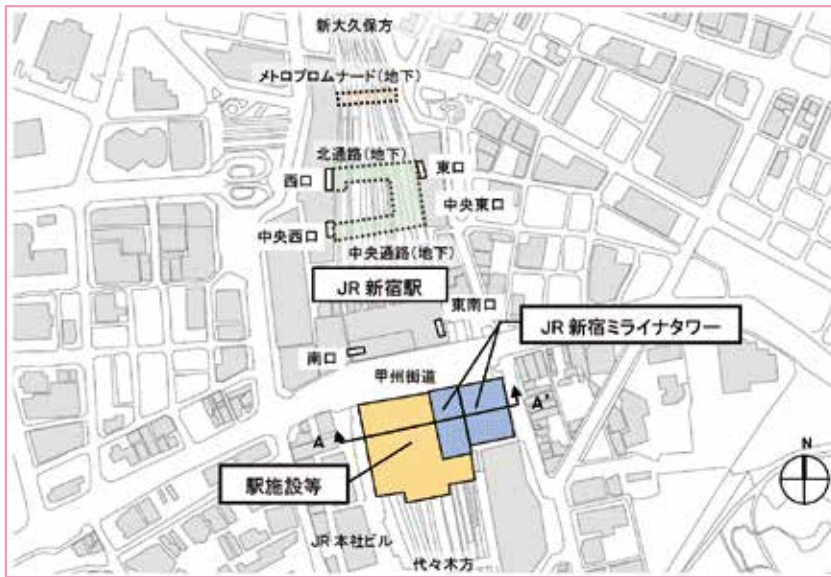 新大久保方
メトロプロムナード(地下)
北通路(地下)
東口
西口
中央東口
中央西口
中央通路(地下)
JR 新宿駅
東南口
JR 新宿ミライナタワー
南口
甲州街道
A
A'
N
駅施設等
JR 本社ビル
代々木方